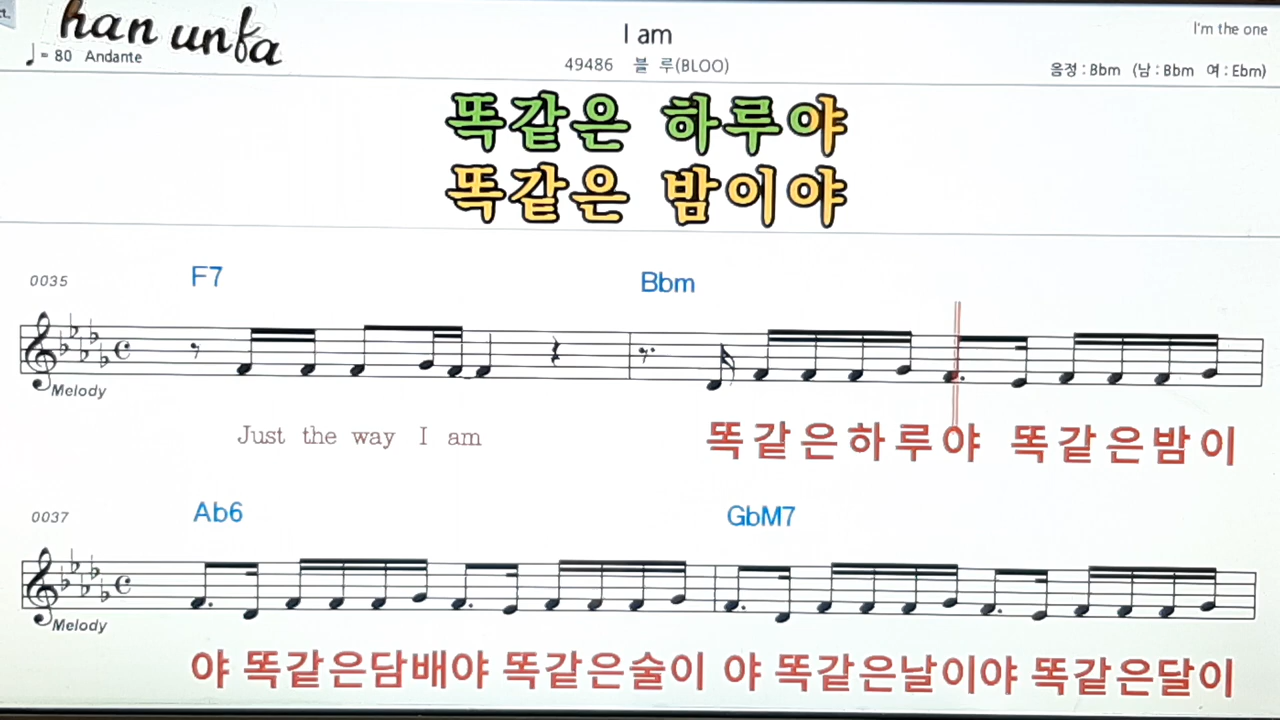 han unfa
I am
I'm the one
♩= 80 Andante
49486 블 루(BLOO)
음정 : Bbm (남 : Bbm 여 : Ebm)
똑같은 하루야
똑같은 밤이야
0035 F7 Bbm
Melody
Just the way I am 똑같은하루야 똑같은밤이
0037 Ab6 GbM7
Melody
야 똑같은담배야 똑같은술이 야 똑같은날이야 똑같은달이